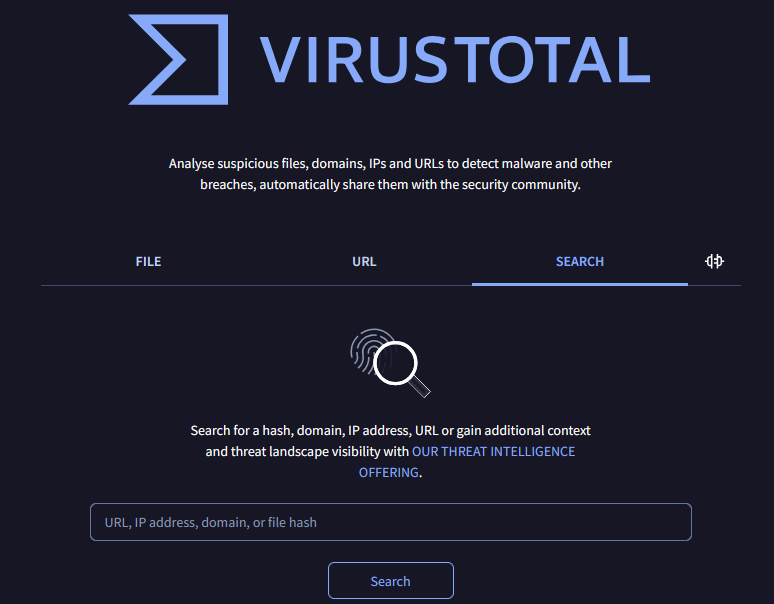 VIRUSTOTAL
Analyse suspicious files, domains, IPs and URLs to detect malware and other
breaches, automatically share them with the security community.
FILE
URL
SEARCH
Search for a hash, domain, IP address, URL or gain additional context
and threat landscape visibility with OUR THREAT INTELLIGENCE
OFFERING.
URL, IP address, domain, or file hash
Search